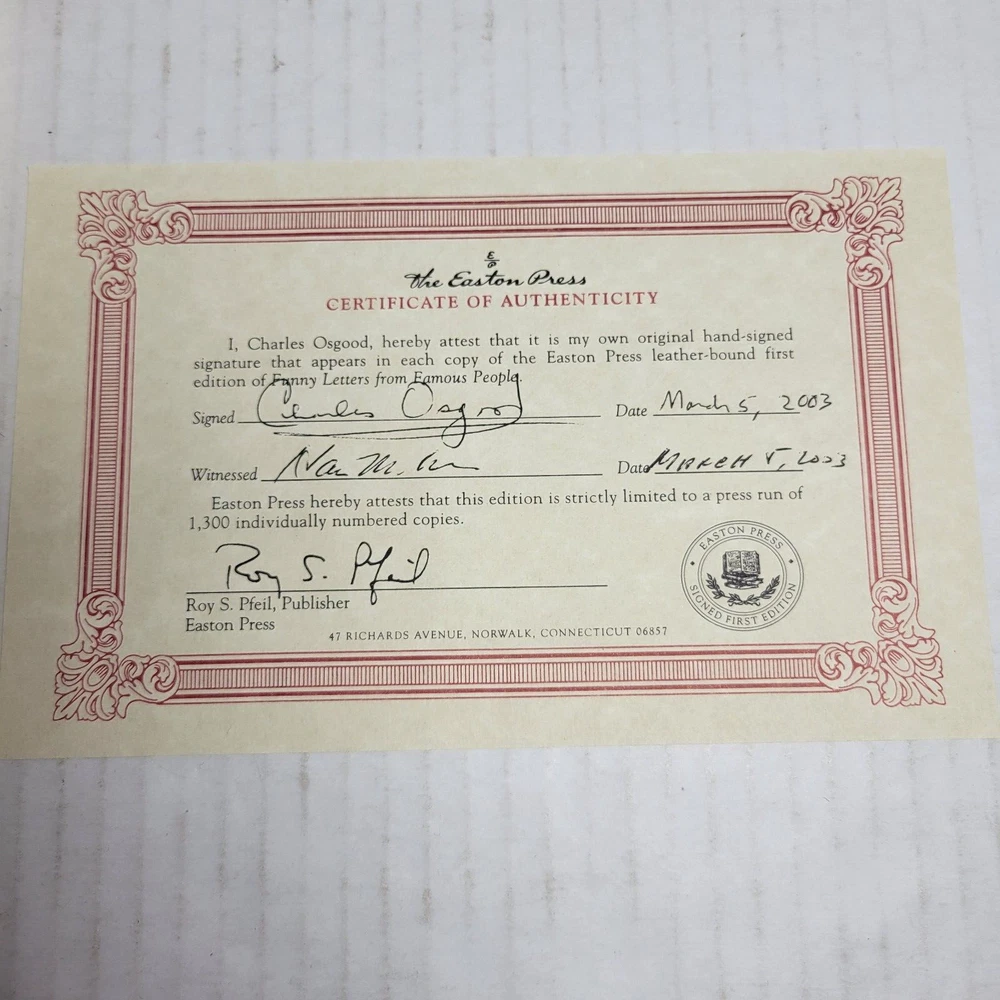 E
P
The Easton Press
CERTIFICATE OF AUTHENTICITY
I, Charles Osgood, hereby attest that it is my own original hand-signed
signature that appears in each copy of the Easton Press leather-bound first
edition of Funny Letters from Famous People.
Signed Charles Osgood Date March 5, 2003
Witnessed Date MARCH 5, 2003
Easton Press hereby attests that this edition is strictly limited to a press run of
1,300 individually numbered copies.
Roy S. Pfeil
Roy S. Pfeil, Publisher
Easton Press
47 RICHARDS AVENUE, NORWALK, CONNECTICUT 06857
EASTON PRESS
SIGNED FIRST EDITION